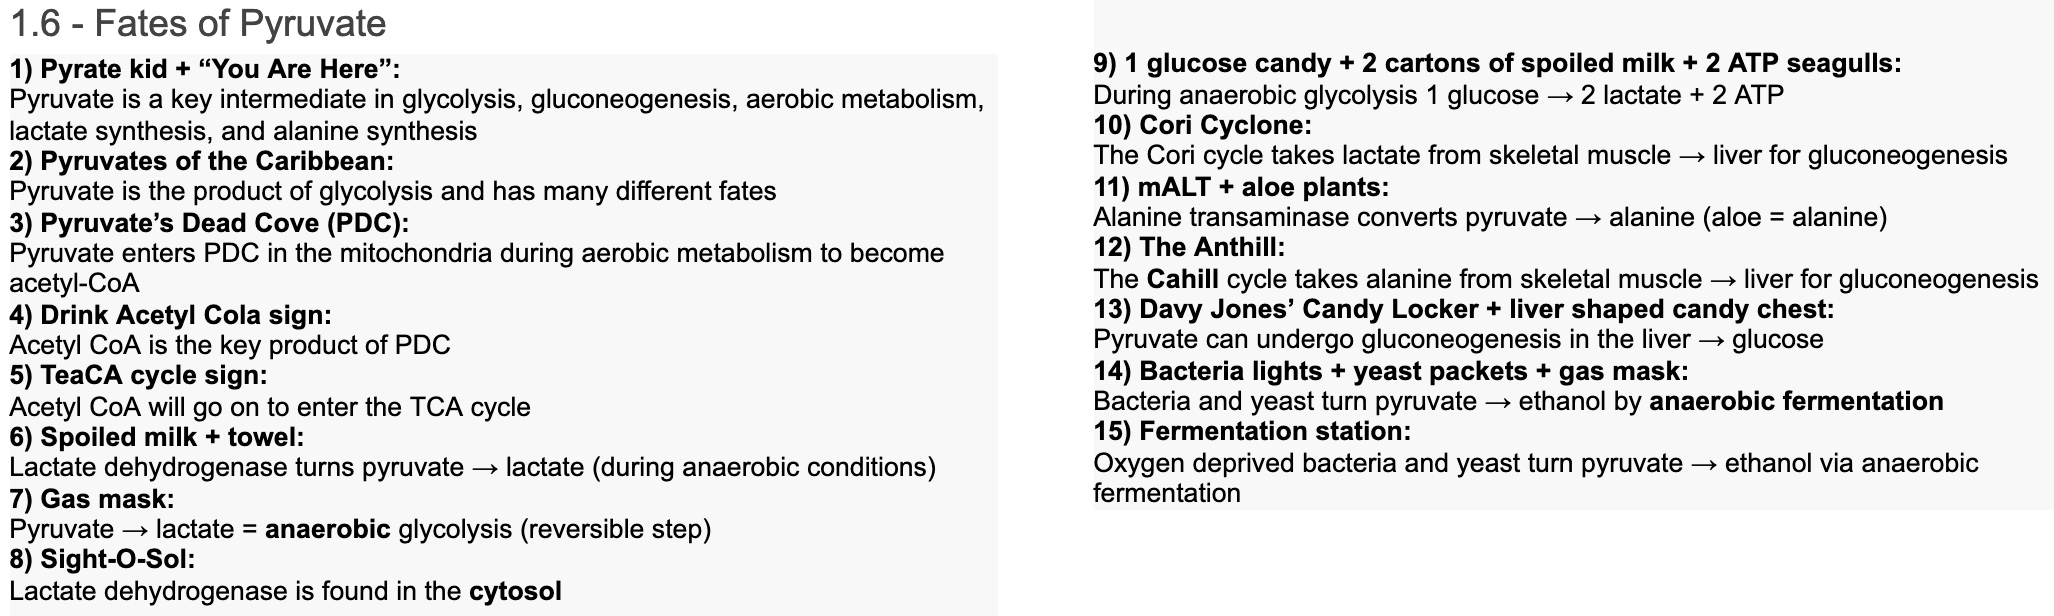 1.6 - Fates of Pyruvate
1) Pyrate kid + “You Are Here”:
Pyruvate is a key intermediate in glycolysis, gluconeogenesis, aerobic metabolism,
lactate synthesis, and alanine synthesis
2) Pyruvates of the Caribbean:
Pyruvate is the product of glycolysis and has many different fates
3) Pyruvate’s Dead Cove (PDC):
Pyruvate enters PDC in the mitochondria during aerobic metabolism to become
acetyl-CoA
4) Drink Acetyl Cola sign:
Acetyl CoA is the key product of PDC
5) TeaCA cycle sign:
Acetyl CoA will go on to enter the TCA cycle
6) Spoiled milk + towel:
Lactate dehydrogenase turns pyruvate → lactate (during anaerobic conditions)
7) Gas mask:
Pyruvate → lactate = anaerobic glycolysis (reversible step)
8) Sight-O-Sol:
Lactate dehydrogenase is found in the cytosol
9) 1 glucose candy + 2 cartons of spoiled milk + 2 ATP seagulls:
During anaerobic glycolysis 1 glucose → 2 lactate + 2 ATP
10) Cori Cyclone:
The Cori cycle takes lactate from skeletal muscle → liver for gluconeogenesis
11) mALT + aloe plants:
Alanine transaminase converts pyruvate → alanine (aloe = alanine)
12) The Anthill:
The Cahill cycle takes alanine from skeletal muscle → liver for gluconeogenesis
13) Davy Jones’ Candy Locker + liver shaped candy chest:
Pyruvate can undergo gluconeogenesis in the liver → glucose
14) Bacteria lights + yeast packets + gas mask:
Bacteria and yeast turn pyruvate → ethanol by anaerobic fermentation
15) Fermentation station:
Oxygen deprived bacteria and yeast turn pyruvate → ethanol via anaerobic
fermentation